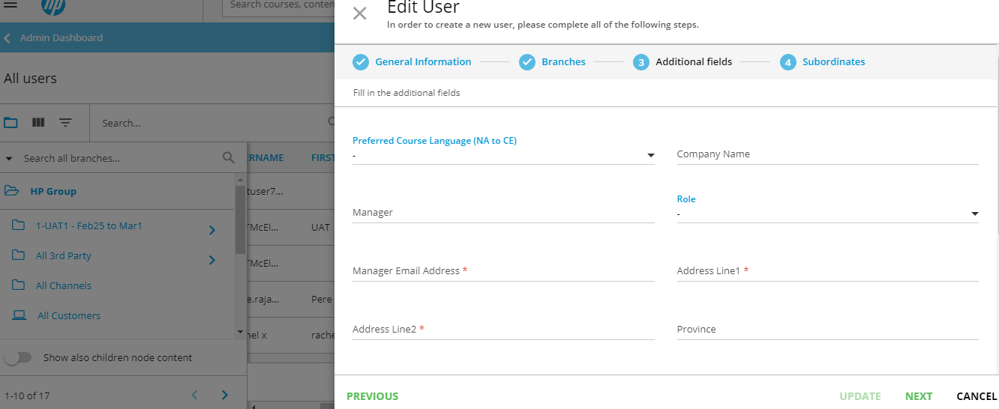 hp
Search courses, conten
Admin Dashboard
All users
Search...
Search all branches...
ERNAME
FIRST
HP Group
tuser7...
1-UAT1 - Feb25 to Mar1
TMcEl...
UAT
All 3rd Party
TMcEl...
All Channels
e.raja...
Pere
All Customers
nel x
rache
Show also children node content
1-10 of 17
Edit User
In order to create a new user, please complete all of the following steps.
General Information
Branches
3 Additional fields
4 Subordinates
Fill in the additional fields
Preferred Course Language (NA to CE)
-
Company Name
Manager
Role
-
Manager Email Address *
Address Line1 *
Address Line2 *
Province
PREVIOUS
UPDATE
NEXT
CANCEL